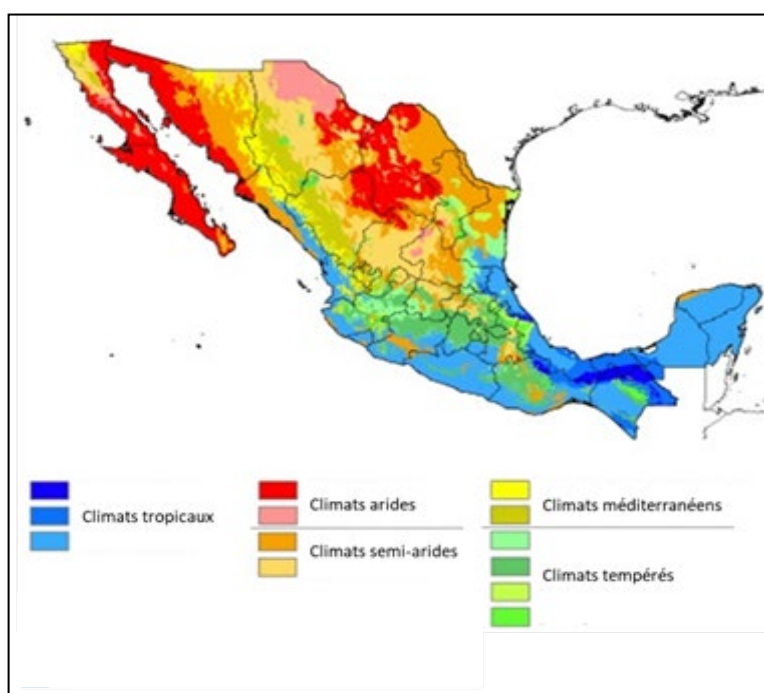 Climats tropicaux
Climats arides
Climats semi-arides
Climats méditerranéens
Climats tempérés